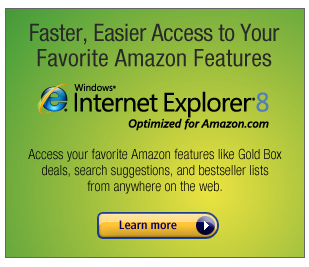 Faster, Easier Access to Your
Favorite Amazon Features
Windows®
Internet Explorer 8
Optimized for Amazon.com
Access your favorite Amazon features like Gold Box
deals, search suggestions, and bestseller lists
from anywhere on the web.
Learn more